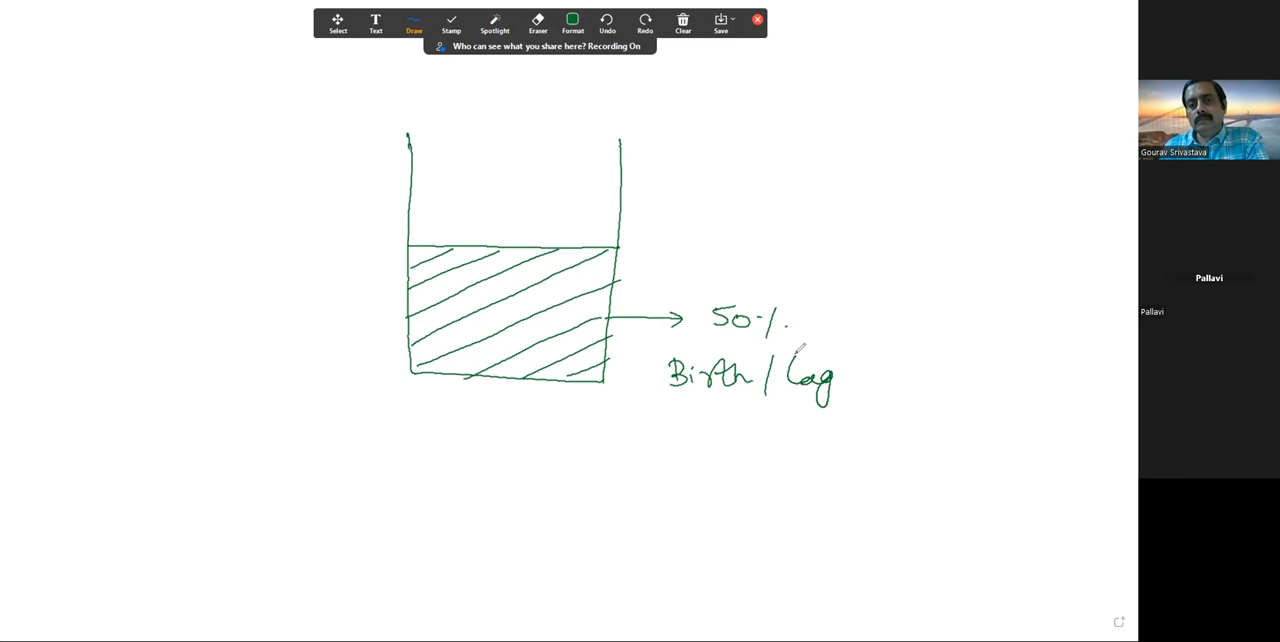 Select Text Draw Stamp Spotlight Eraser Format Undo Redo Clear Save
Who can see what you share here? Recording On
Gourav Srivastava
Pallavi
Pallavi
50%.
Birth / Lag